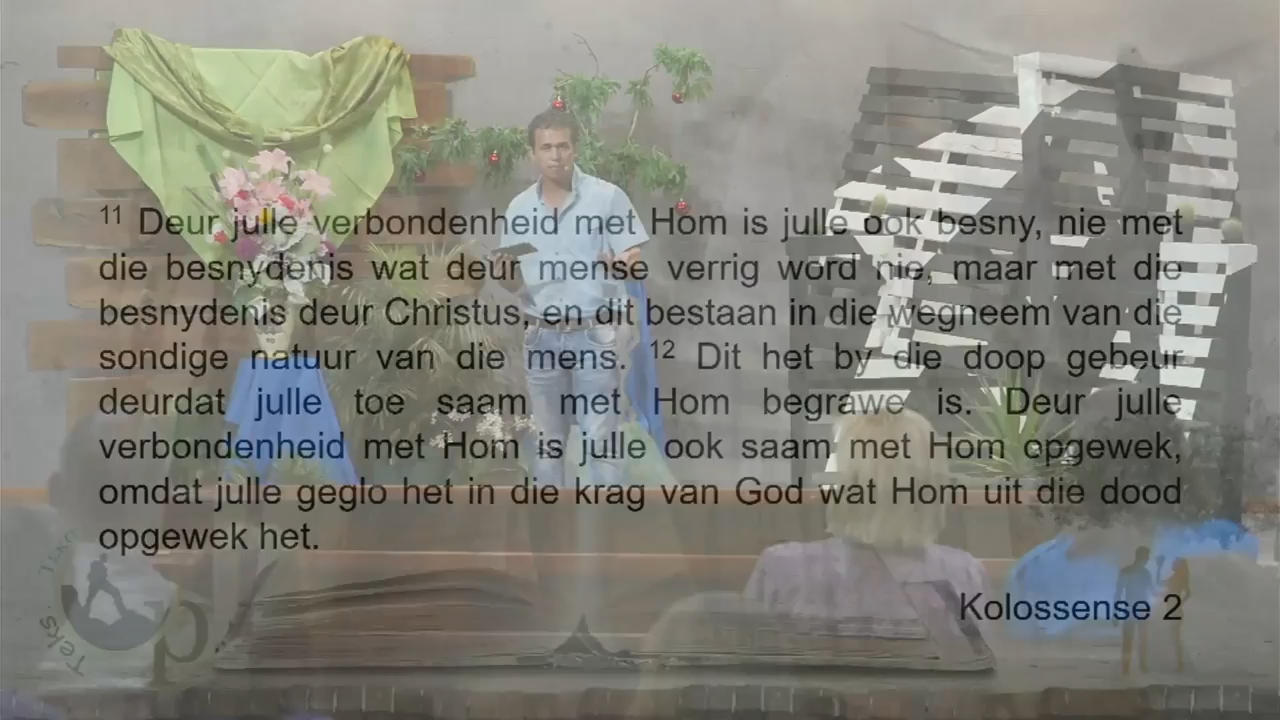 ¹¹ Deur julle verbondenheid met Hom is julle ook besny, nie met
die besnydenis wat deur mense verrig word nie, maar met die
besnydenis deur Christus, en dit bestaan in die wegneem van die
sondige natuur van die mens. ¹² Dit het by die doop gebeur
deurdat julle toe saam met Hom begrawe is. Deur julle
verbondenheid met Hom is julle ook saam met Hom opgewek,
omdat julle geglo het in die krag van God wat Hom uit die dood
opgewek het.
Kolossense 2
Teks
op